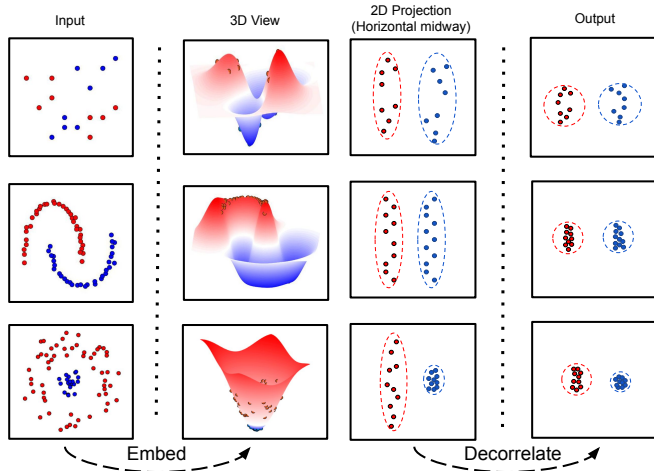 Input
3D View
2D Projection
(Horizontal midway)
Output
Embed
Decorrelate